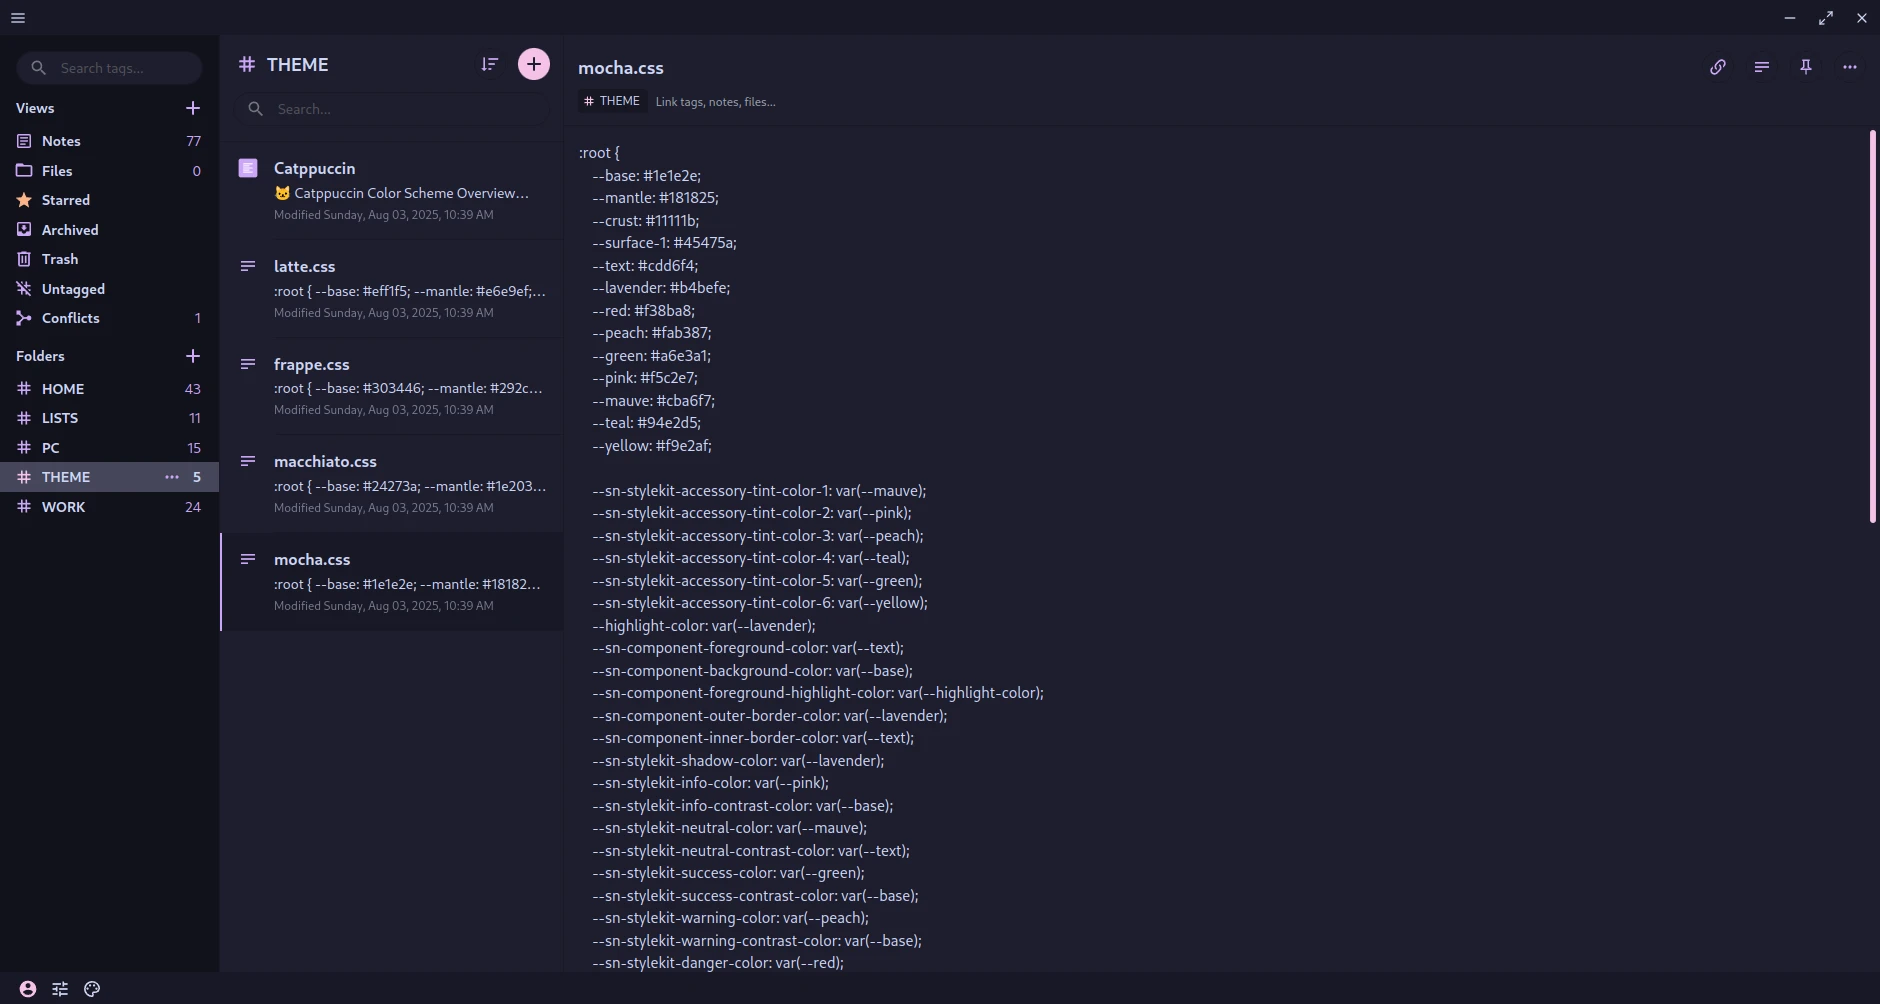 Search tags...
Views
Notes 77
Files 0
Starred
Archived
Trash
Untagged
Conflicts 1
Folders
HOME 43
LISTS 11
PC 15
THEME 5
WORK 24
THEME
Search...
Catppuccin
🐱 Catppuccin Color Scheme Overview...
Modified Sunday, Aug 03, 2025, 10:39 AM
latte.css
:root { --base: #eff1f5; --mantle: #e6e9ef;...
Modified Sunday, Aug 03, 2025, 10:39 AM
frappe.css
:root { --base: #303446; --mantle: #292c...
Modified Sunday, Aug 03, 2025, 10:39 AM
macchiato.css
:root { --base: #24273a; --mantle: #1e203...
Modified Sunday, Aug 03, 2025, 10:39 AM
mocha.css
:root { --base: #1e1e2e; --mantle: #18182...
Modified Sunday, Aug 03, 2025, 10:39 AM
mocha.css
THEME Link tags, notes, files...
:root {
--base: #1e1e2e;
--mantle: #181825;
--crust: #11111b;
--surface-1: #45475a;
--text: #cdd6f4;
--lavender: #b4befe;
--red: #f38ba8;
--peach: #fab387;
--green: #a6e3a1;
--pink: #f5c2e7;
--mauve: #cba6f7;
--teal: #94e2d5;
--yellow: #f9e2af;
--sn-stylekit-accessory-tint-color-1: var(--mauve);
--sn-stylekit-accessory-tint-color-2: var(--pink);
--sn-stylekit-accessory-tint-color-3: var(--peach);
--sn-stylekit-accessory-tint-color-4: var(--teal);
--sn-stylekit-accessory-tint-color-5: var(--green);
--sn-stylekit-accessory-tint-color-6: var(--yellow);
--highlight-color: var(--lavender);
--sn-component-foreground-color: var(--text);
--sn-component-background-color: var(--base);
--sn-component-foreground-highlight-color: var(--highlight-color);
--sn-component-outer-border-color: var(--lavender);
--sn-component-inner-border-color: var(--text);
--sn-stylekit-shadow-color: var(--lavender);
--sn-stylekit-info-color: var(--pink);
--sn-stylekit-info-contrast-color: var(--base);
--sn-stylekit-neutral-color: var(--mauve);
--sn-stylekit-neutral-contrast-color: var(--text);
--sn-stylekit-success-color: var(--green);
--sn-stylekit-success-contrast-color: var(--base);
--sn-stylekit-warning-color: var(--peach);
--sn-stylekit-warning-contrast-color: var(--base);
--sn-stylekit-danger-color: var(--red);